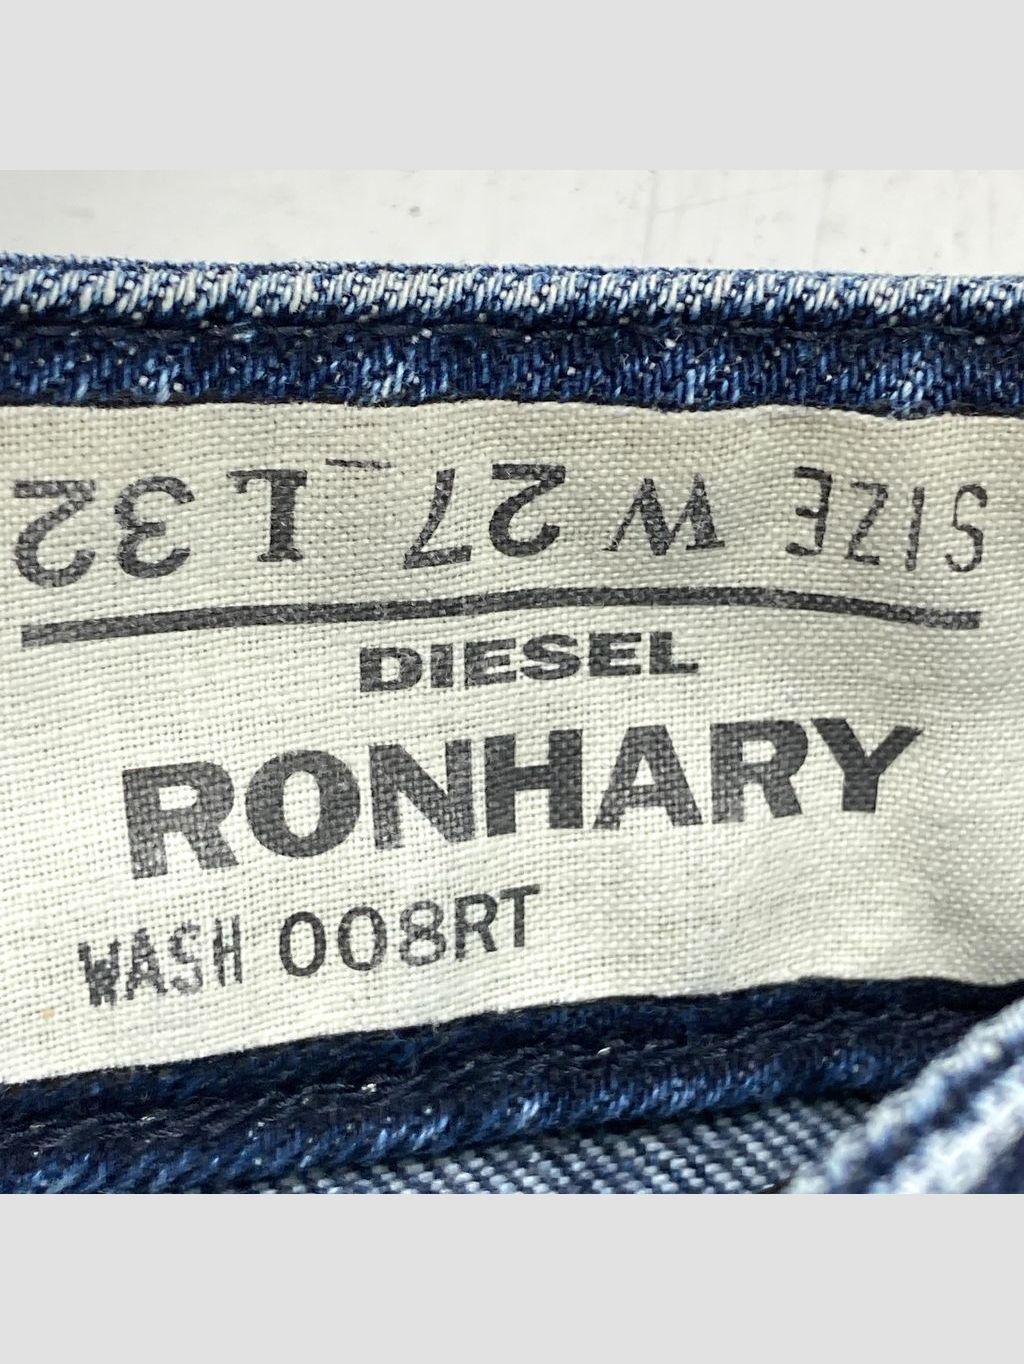 SIZE W 27 L 32
DIESEL
RONHARY
WASH 008RT